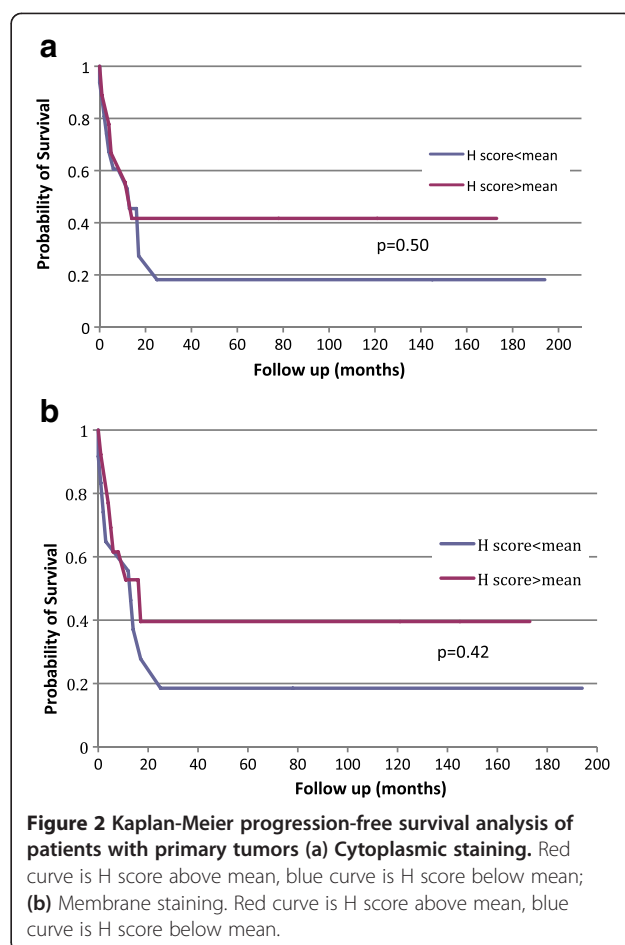 a
1
0.8
0.6
0.4
0.2
0
Probability of Survival
H score<mean
H score>mean
p=0.50
0 20 40 60 80 100 120 140 160 180 200
Follow up (months)
b
1
0.8
0.6
0.4
0.2
0
Probability of Survival
H score<mean
H score>mean
p=0.42
0 20 40 60 80 100 120 140 160 180 200
Follow up (months)
Figure 2 Kaplan-Meier progression-free survival analysis of
patients with primary tumors (a) Cytoplasmic staining. Red
curve is H score above mean, blue curve is H score below mean;
(b) Membrane staining. Red curve is H score above mean, blue
curve is H score below mean.